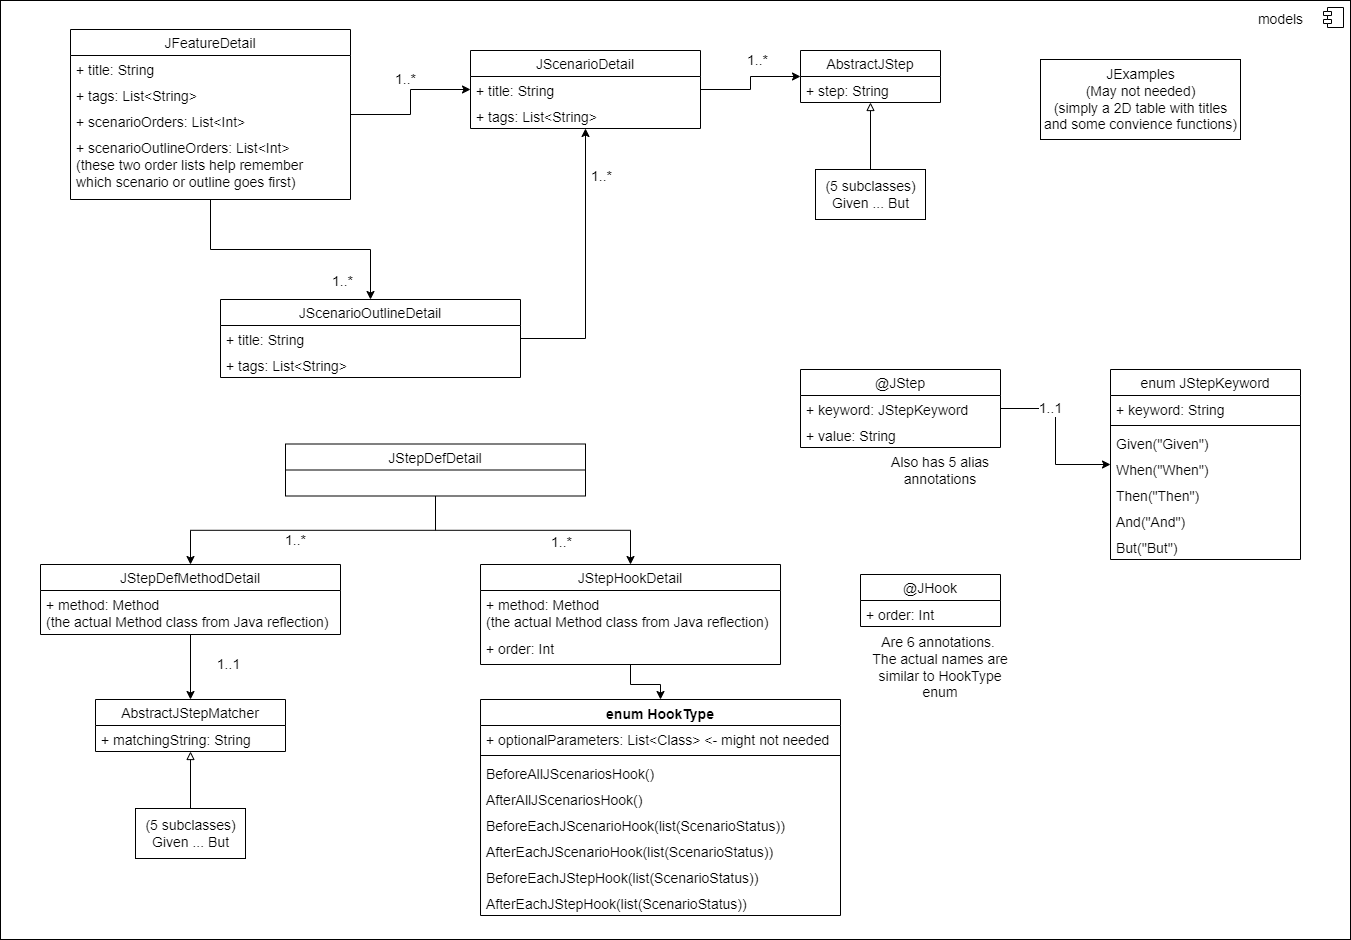 models
JFeatureDetail
+ title: String
+ tags: List<String>
+ scenarioOrders: List<Int>
+ scenarioOutlineOrders: List<Int>
(these two order lists help remember
which scenario or outline goes first)
1..*
JScenarioDetail
+ title: String
+ tags: List<String>
1..*
AbstractJStep
+ step: String
(5 subclasses)
Given ... But
JExamples
(May not needed)
(simply a 2D table with titles
and some convience functions)
1..*
1..*
JScenarioOutlineDetail
+ title: String
+ tags: List<String>
@JStep
+ keyword: JStepKeyword
+ value: String
Also has 5 alias
annotations
1..1
enum JStepKeyword
+ keyword: String
Given("Given")
When("When")
Then("Then")
And("And")
But("But")
JStepDefDetail
1..*
1..*
JStepDefMethodDetail
+ method: Method
(the actual Method class from Java reflection)
1..1
AbstractJStepMatcher
+ matchingString: String
(5 subclasses)
Given ... But
JStepHookDetail
+ method: Method
(the actual Method class from Java reflection)
+ order: Int
enum HookType
+ optionalParameters: List<Class> <- might not needed
BeforeAllJScenariosHook()
AfterAllJScenariosHook()
BeforeEachJScenarioHook(list(ScenarioStatus))
AfterEachJScenarioHook(list(ScenarioStatus))
BeforeEachJStepHook(list(ScenarioStatus))
AfterEachJStepHook(list(ScenarioStatus))
@JHook
+ order: Int
Are 6 annotations.
The actual names are
similar to HookType
enum